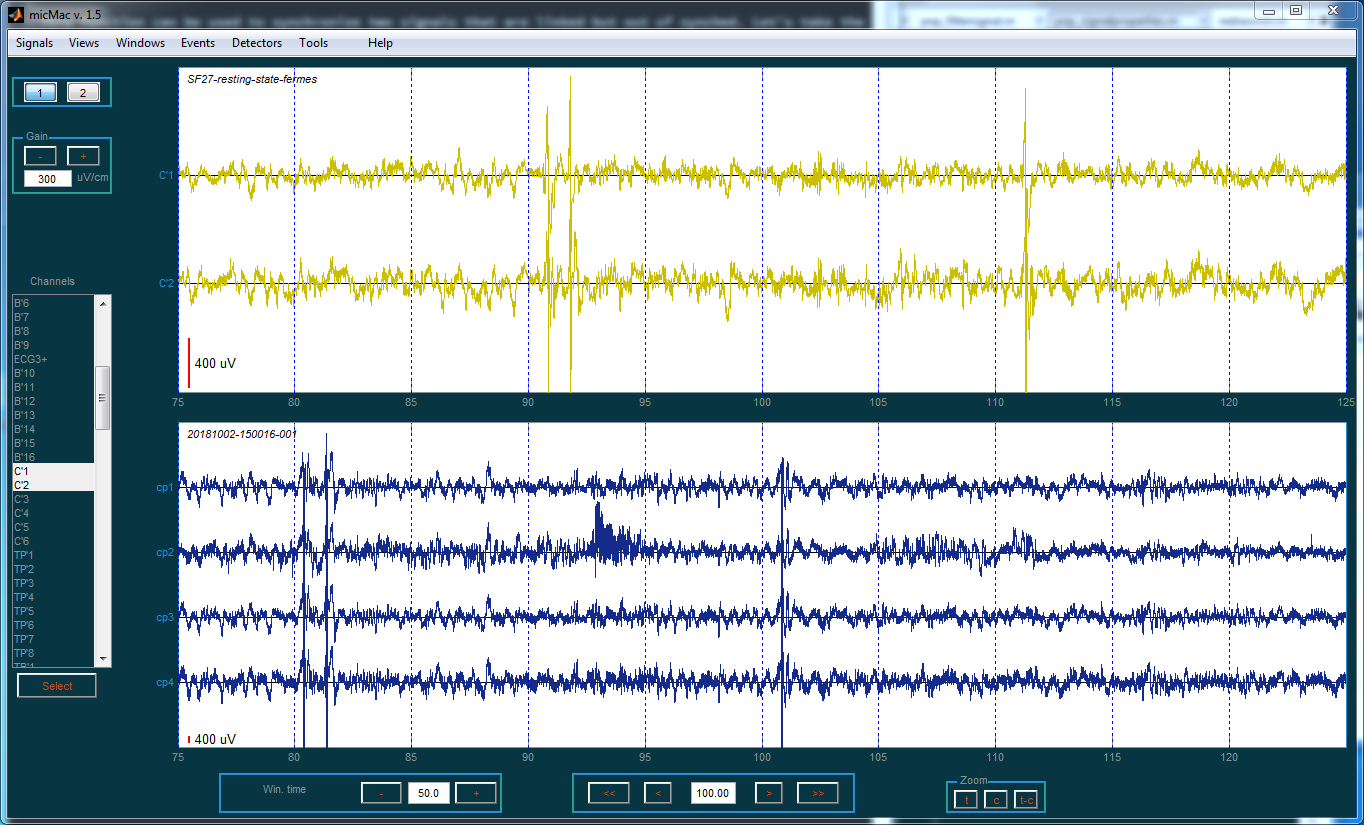 micMac v. 1.5
Signals Views Windows Events Detectors Tools Help
SF27-resting-state-fermes
1 2
Gain
- +
300 uV/cm
C'1
C'2
400 uV
75 80 85 90 95 100 105 110 115 120 125
Channels
B'6
B'7
B'8
B'9
ECG3+
B'10
B'11
B'12
B'13
B'14
B'15
B'16
C'1
C'2
C'3
C'4
C'5
C'6
TP'1
TP'2
TP'3
TP'4
TP'5
TP'6
TP'7
TP'8
Select
20181002-150016-001
cp1
cp2
cp3
cp4
400 uV
75 80 85 90 95 100 105 110 115 120
Win. time - 50.0 +
<< < 100.00 > >>
Zoom
t c t-c